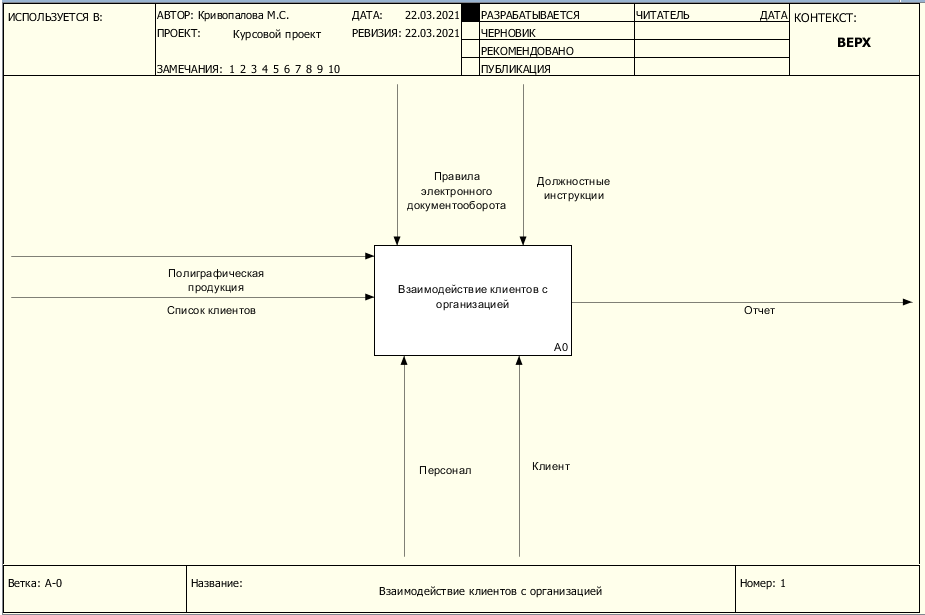 ИСПОЛЬЗУЕТСЯ В:
АВТОР: Кривопалова М.С.
ДАТА: 22.03.2021
ПРОЕКТ: Курсовой проект
РЕВИЗИЯ: 22.03.2021
ЗАМЕЧАНИЯ: 1 2 3 4 5 6 7 8 9 10
РАЗРАБАТЫВАЕТСЯ
ЧЕРНОВИК
РЕКОМЕНДОВАНО
ПУБЛИКАЦИЯ
ЧИТАТЕЛЬ ДАТА
КОНТЕКСТ:
ВЕРХ
Правила
электронного
документооборота
Должностные
инструкции
Полиграфическая
продукция
Список клиентов
Взаимодействие клиентов с
организацией
A0
Отчет
Персонал
Клиент
Ветка: A-0
Название:
Взаимодействие клиентов с организацией
Номер: 1